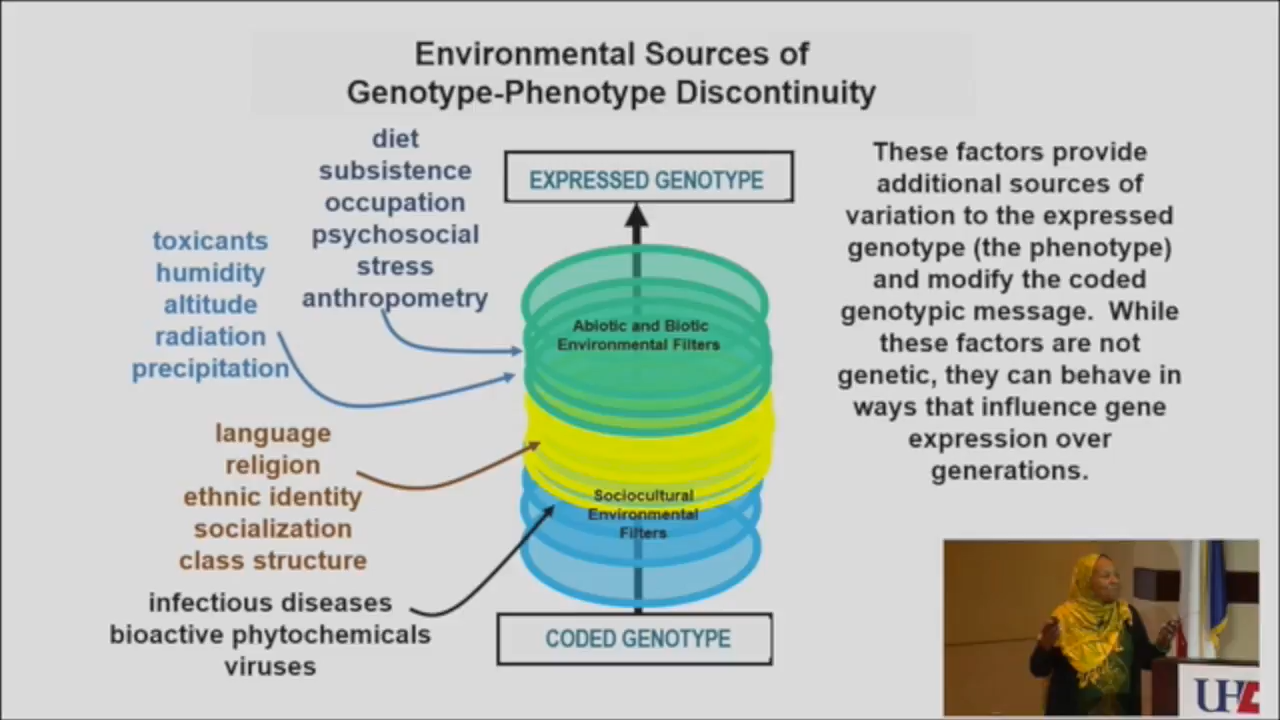 Environmental Sources of
Genotype-Phenotype Discontinuity
diet
subsistence
occupation
psychosocial
stress
anthropometry
toxicants
humidity
altitude
radiation
precipitation
language
religion
ethnic identity
socialization
class structure
infectious diseases
bioactive phytochemicals
viruses
EXPRESSED GENOTYPE
Abiotic and Biotic
Environmental Filters
Sociocultural
Environmental
Filters
CODED GENOTYPE
These factors provide
additional sources of
variation to the expressed
genotype (the phenotype)
and modify the coded
genotypic message. While
these factors are not
genetic, they can behave in
ways that influence gene
expression over
generations.
UH